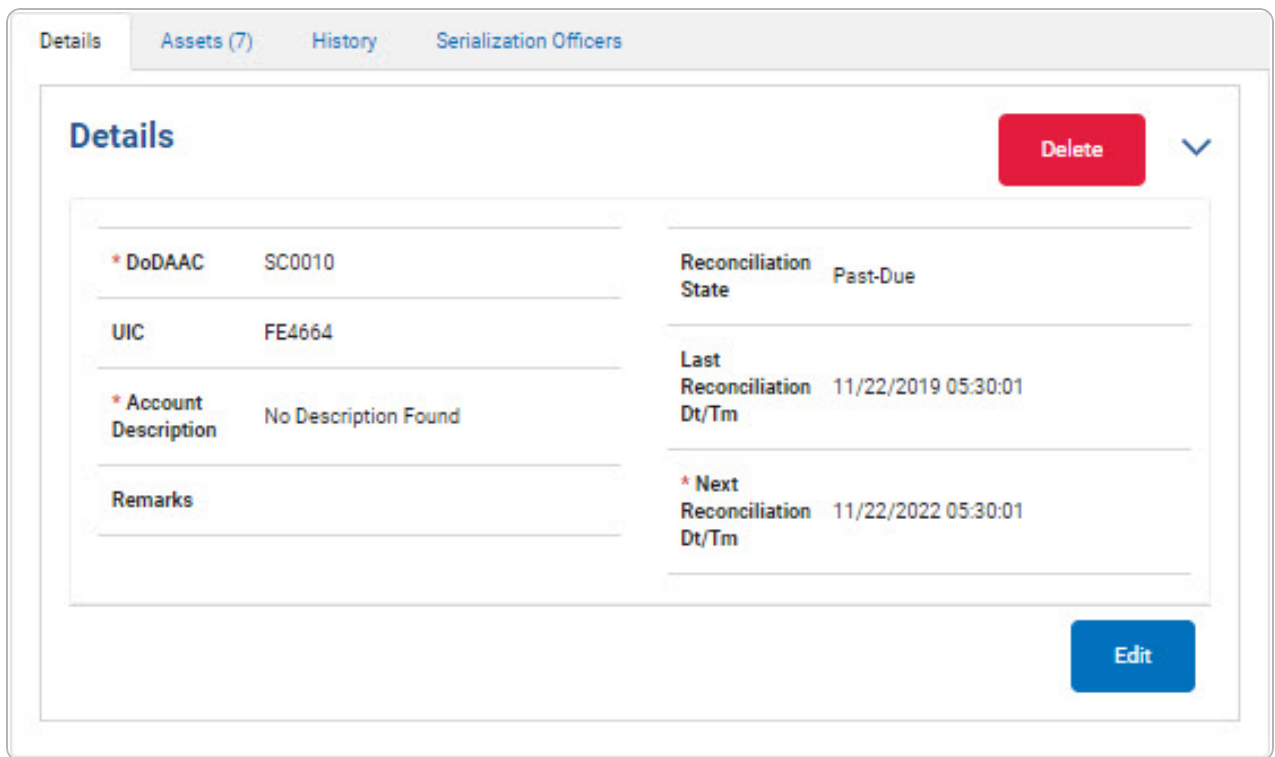 Details Assets (7) History Serialization Officers
Details
Delete
* DoDAAC SC0010
UIC FE4664
* Account
Description
No Description Found
Remarks
Reconciliation
State
Past-Due
Last
Reconciliation
Dt/Tm
11/22/2019 05:30:01
* Next
Reconciliation
Dt/Tm
11/22/2022 05:30:01
Edit